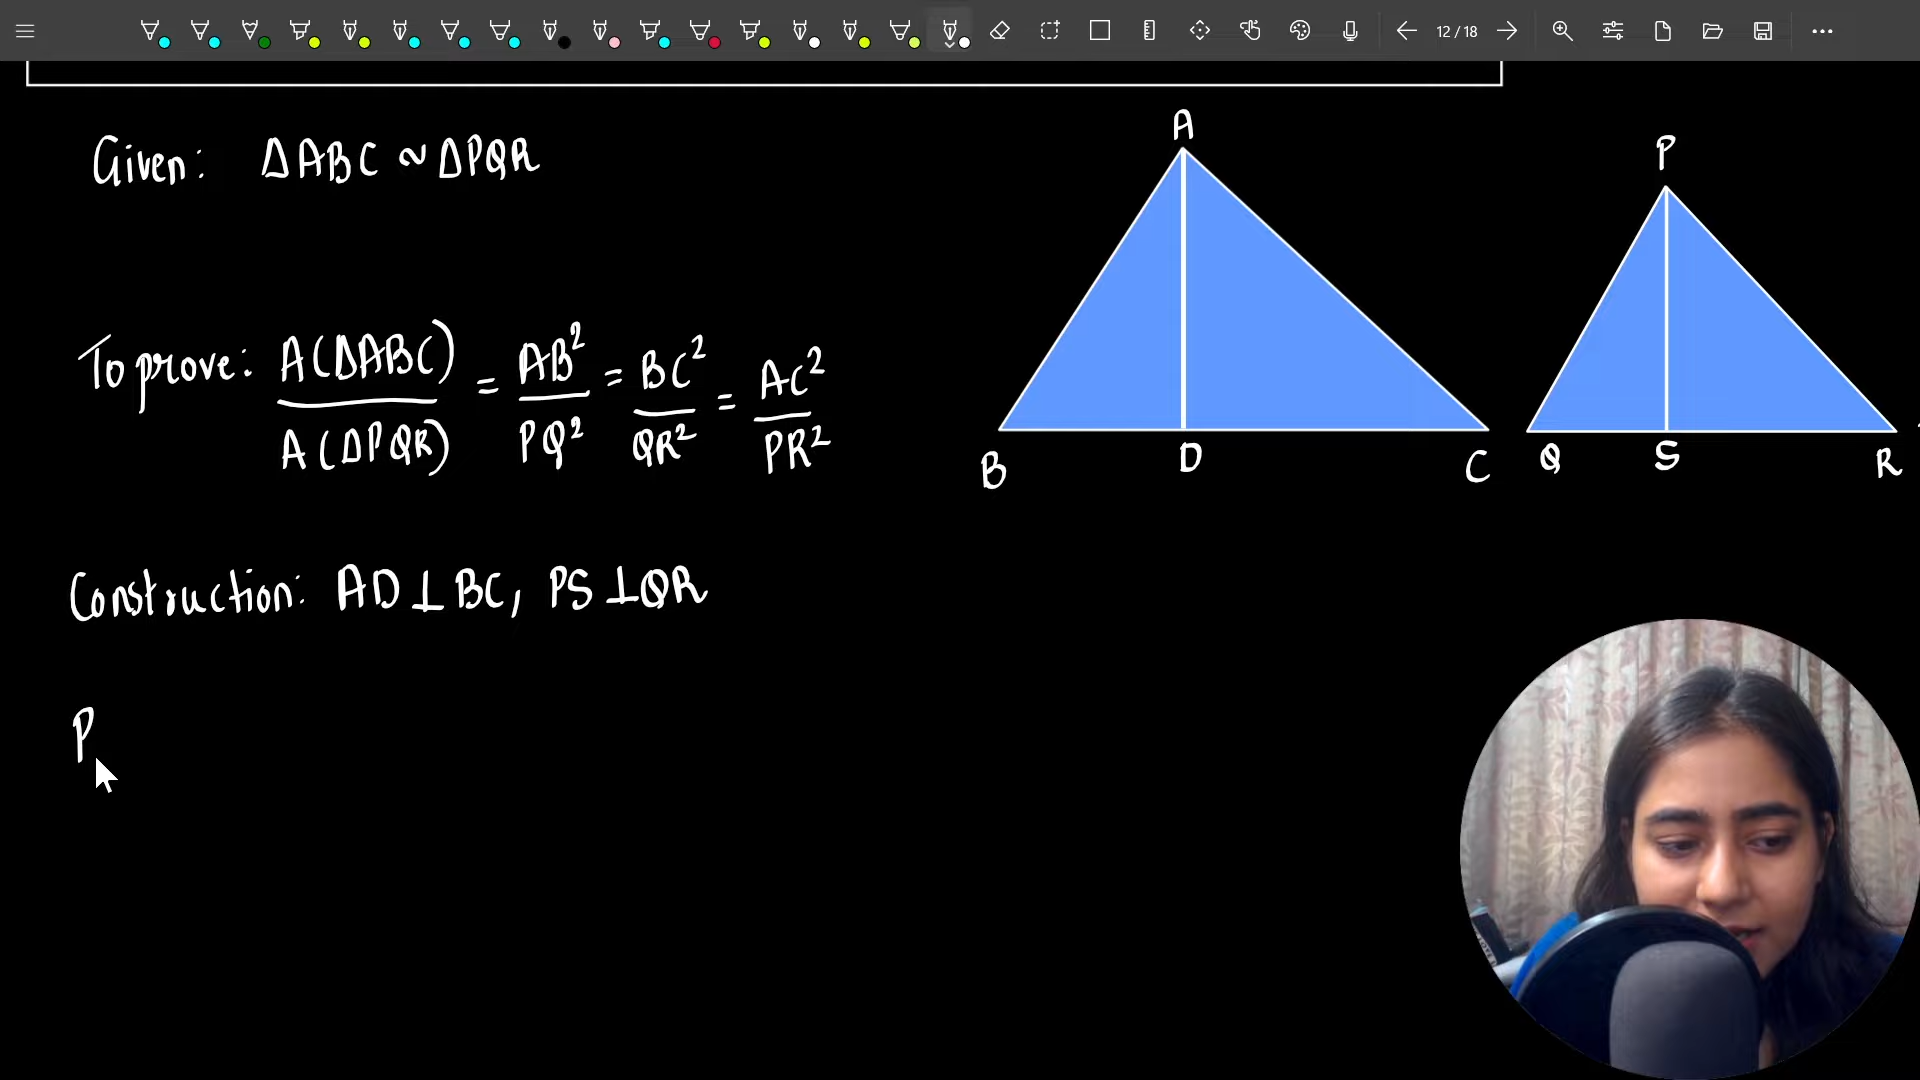 12 / 18
Given: ΔABC ~ ΔPQR
To prove: A(ΔABC) / A(ΔPQR) = AB² / PQ² = BC² / QR² = AC² / PR²
Construction: AD ⊥ BC, PS ⊥ QR
P
A
B
D
C
P
Q
S
R